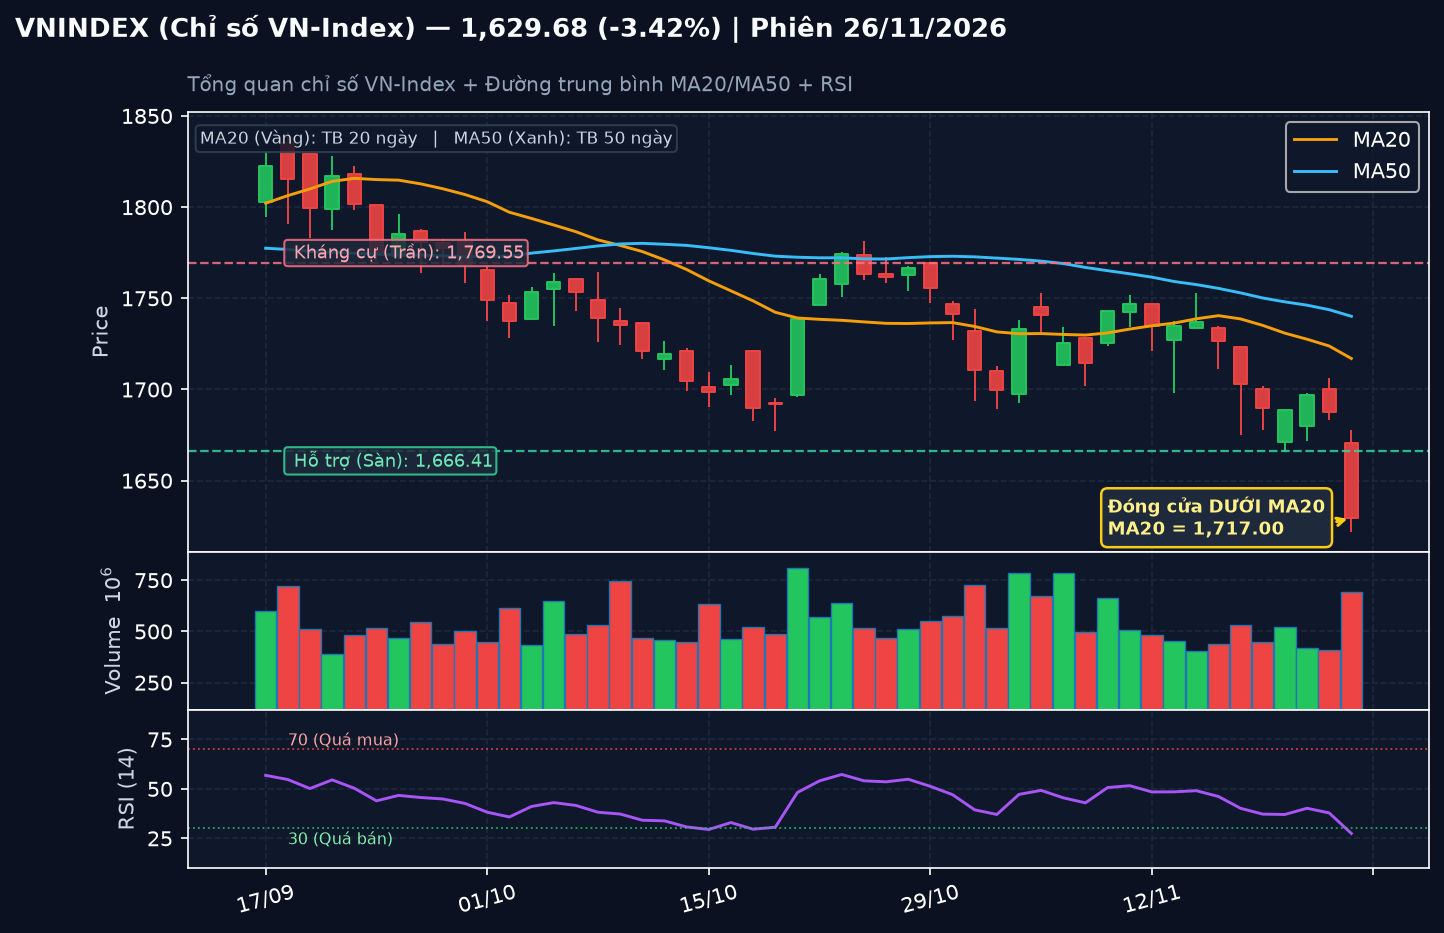 VNINDEX (Chỉ số VN-Index) — 1,629.68 (-3.42%) | Phiên 26/11/2026
Tổng quan chỉ số VN-Index + Đường trung bình MA20/MA50 + RSI
MA20 (Vàng): TB 20 ngày | MA50 (Xanh): TB 50 ngày
MA20
MA50
1850
1800
1750
1700
1650
Price
Kháng cự (Trần): 1,769.55
Hỗ trợ (Sàn): 1,666.41
Đóng cửa DƯỚI MA20
MA20 = 1,717.00
750
500
250
Volume 10⁶
75
50
25
RSI (14)
70 (Quá mua)
30 (Quá bán)
17/09
01/10
15/10
29/10
12/11